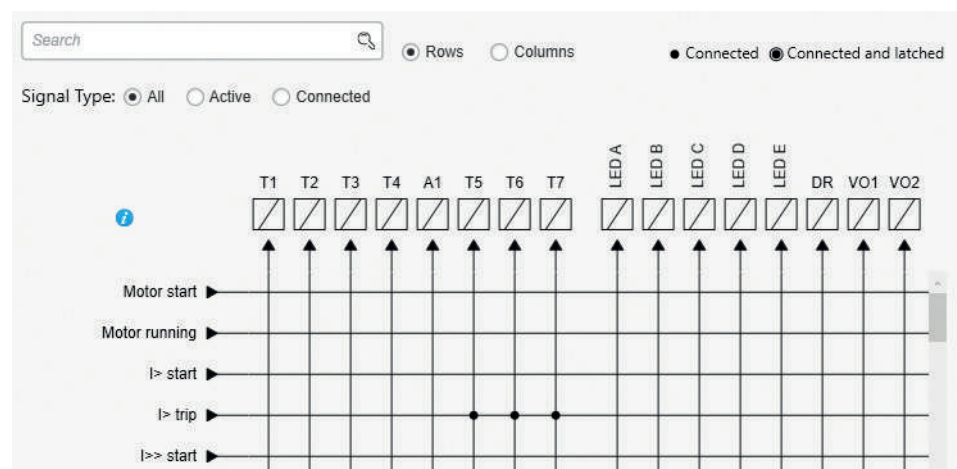 Search
Rows Columns Connected Connected and latched
Signal Type: All Active Connected
T1 T2 T3 T4 A1 T5 T6 T7 LED A LED B LED C LED D LED E DR VO1 VO2
i
Motor start
Motor running
I> start
I> trip
I>> start